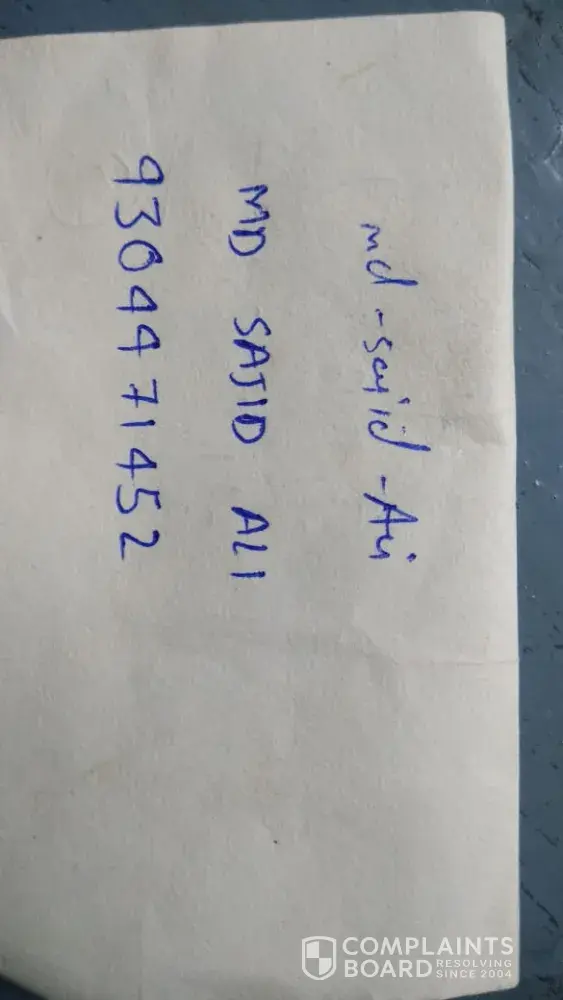 md-sajid-Ali
MD SAJID ALI
9304471452
COMPLAINTS
BOARD RESOLVING
SINCE 2004